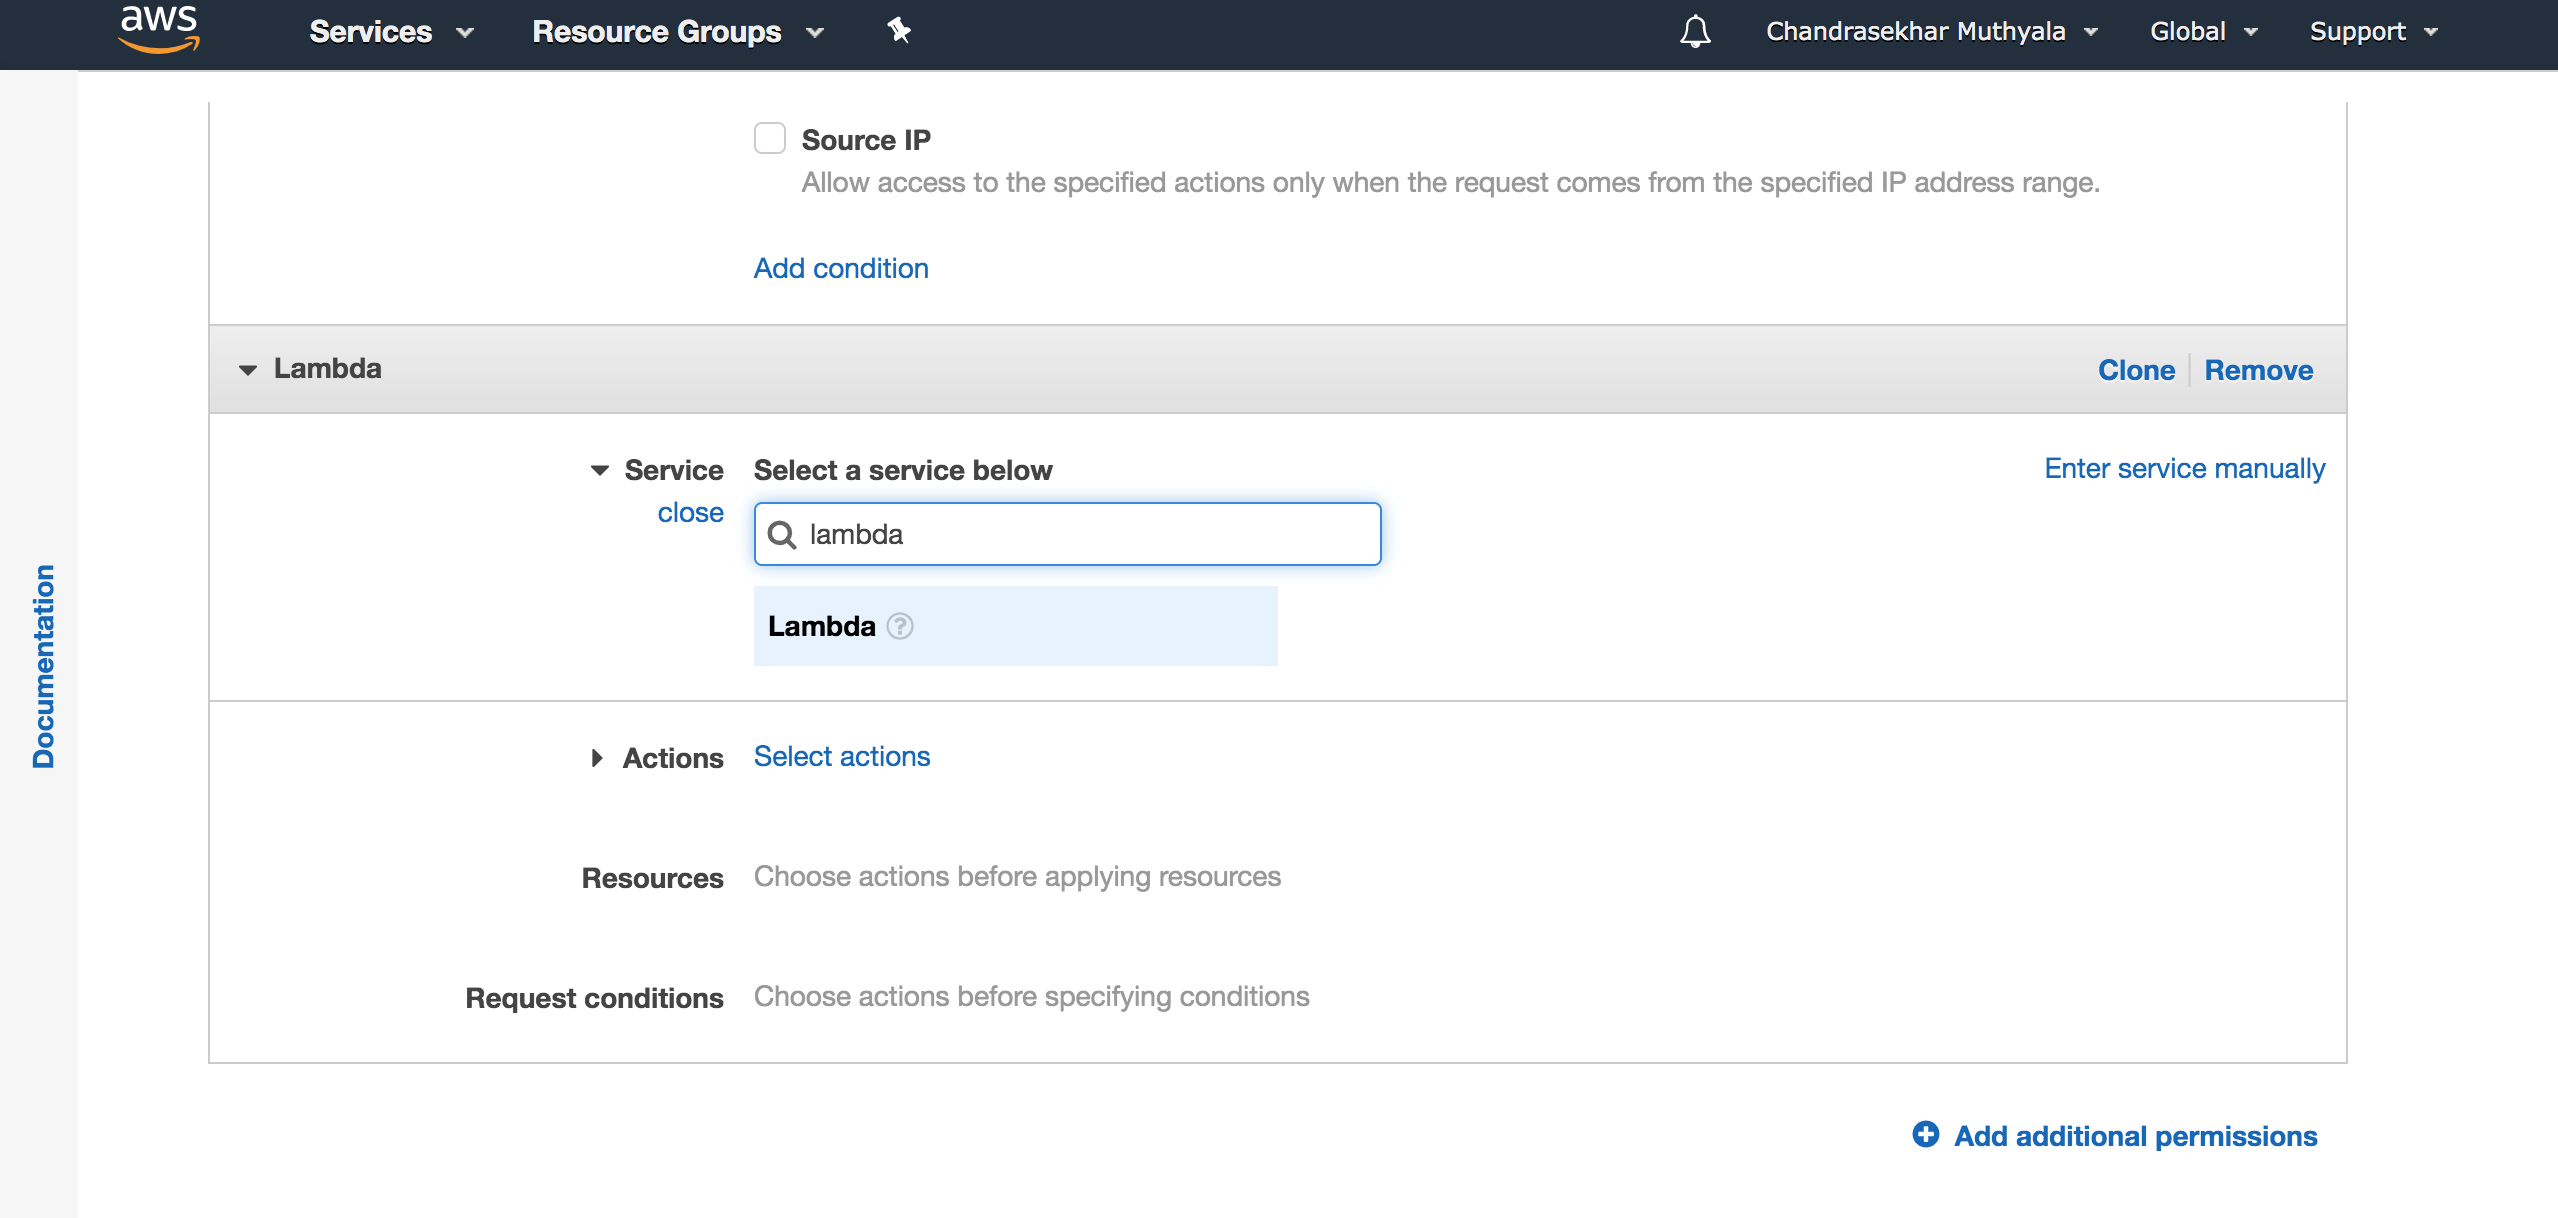 aws
Services
Resource Groups
Chandrasekhar Muthyala
Global
Support
Documentation
Source IP
Allow access to the specified actions only when the request comes from the specified IP address range.
Add condition
Lambda
Clone
Remove
Service
Select a service below
Enter service manually
close
lambda
Lambda ?
Actions
Select actions
Resources
Choose actions before applying resources
Request conditions
Choose actions before specifying conditions
Add additional permissions